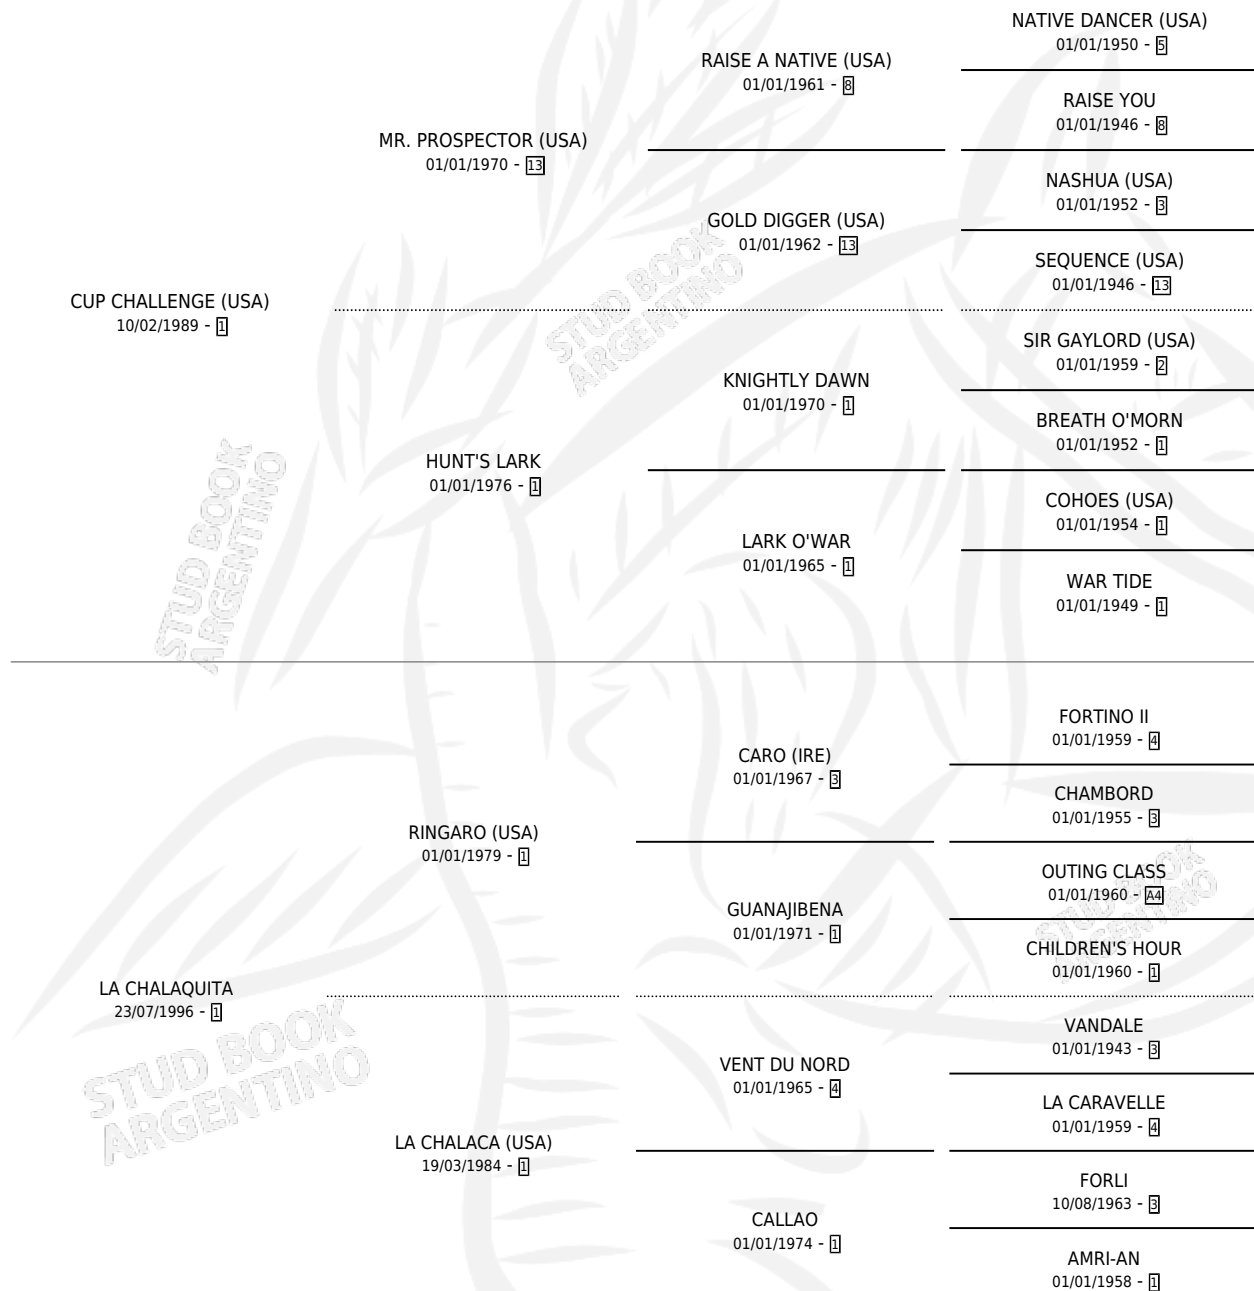 NATIVE DANCER (USA)
01/01/1950 - 5
RAISE A NATIVE (USA)
01/01/1961 - 8
RAISE YOU
01/01/1946 - 8
MR. PROSPECTOR (USA)
01/01/1970 - 13
NASHUA (USA)
01/01/1952 - 3
GOLD DIGGER (USA)
01/01/1962 - 13
SEQUENCE (USA)
01/01/1946 - 13
CUP CHALLENGE (USA)
10/02/1989 - 1
SIR GAYLORD (USA)
01/01/1959 - 2
KNIGHTLY DAWN
01/01/1970 - 1
BREATH O'MORN
01/01/1952 - 1
HUNT'S LARK
01/01/1976 - 1
COHOES (USA)
01/01/1954 - 1
LARK O'WAR
01/01/1965 - 1
WAR TIDE
01/01/1949 - 1
FORTINO II
01/01/1959 - 4
CARO (IRE)
01/01/1967 - 3
CHAMBORD
01/01/1955 - 3
RINGARO (USA)
01/01/1979 - 1
OUTING CLASS
01/01/1960 - A4
GUANAJIBENA
01/01/1971 - 1
CHILDREN'S HOUR
01/01/1960 - 1
LA CHALAQUITA
23/07/1996 - 1
VANDALE
01/01/1943 - 3
VENT DU NORD
01/01/1965 - 4
LA CARAVELLE
01/01/1959 - 4
LA CHALACA (USA)
19/03/1984 - 1
FORLI
10/08/1963 - 3
CALLAO
01/01/1974 - 1
AMRI-AN
01/01/1958 - 1
STUD BOOK
ARGENTINO
STUD BOOK
ARGENTINO
STUD BOOK
ARGENTINO
STUD BOOK
ARGENTINO